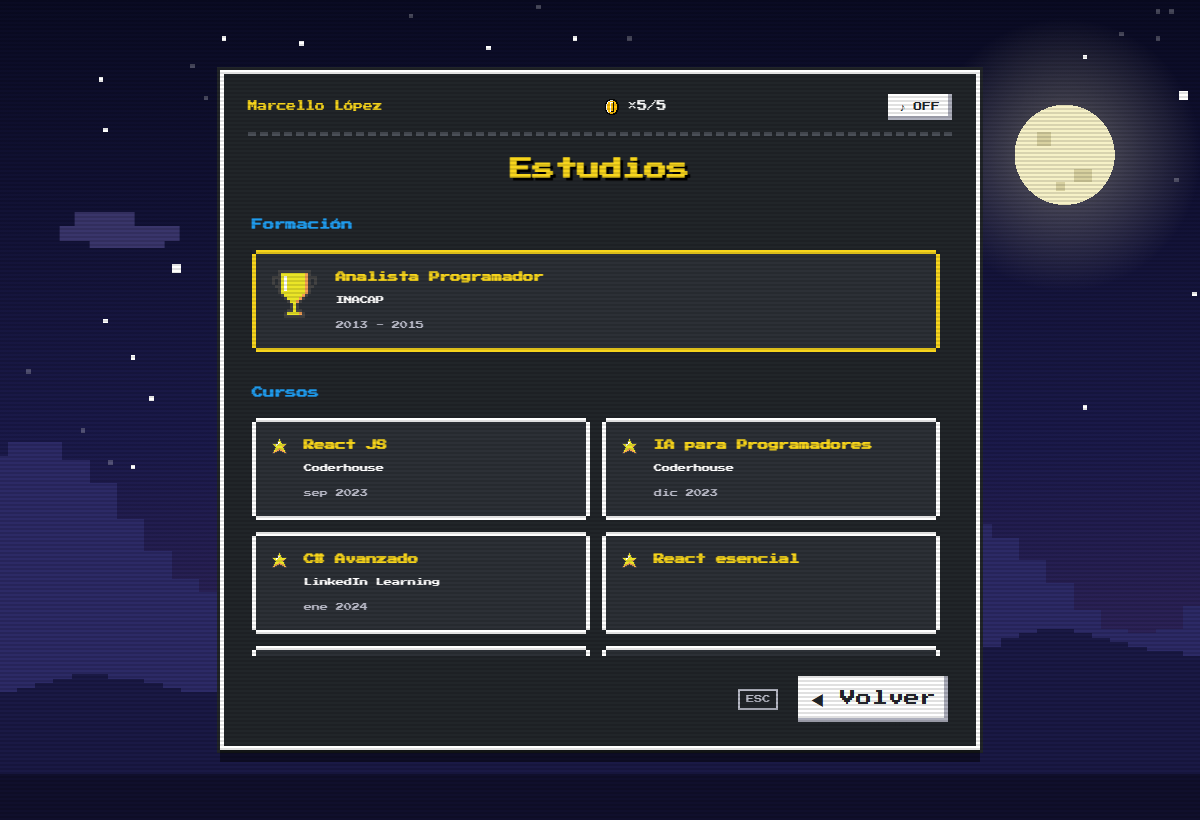 Marcello López
×5/5
♪ OFF
Estudios
Formación
Analista Programador
INACAP
2013 - 2015
Cursos
React JS
Coderhouse
sep 2023
IA para Programadores
Coderhouse
dic 2023
C# Avanzado
LinkedIn Learning
ene 2024
React esencial
ESC
◀ Volver